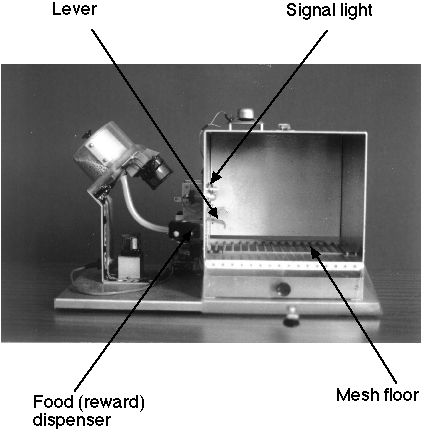 Lever
Signal light
Food (reward)
dispenser
Mesh floor